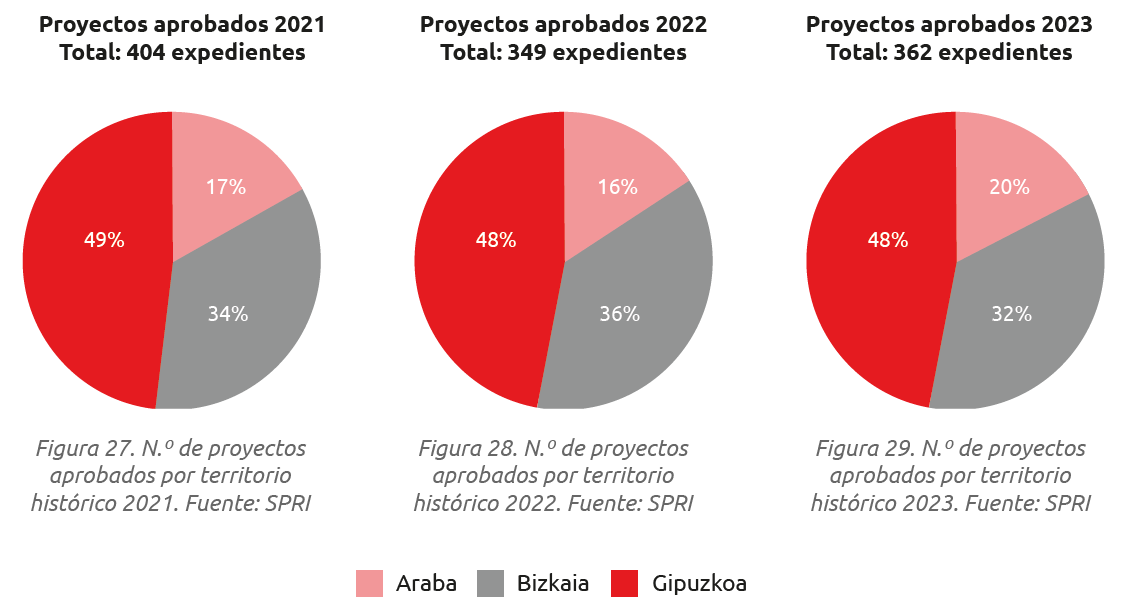 Proyectos aprobados 2021
Total: 404 expedientes
17%
49%
34%
Figura 27. N.º de proyectos
aprobados por territorio
histórico 2021. Fuente: SPRI
Proyectos aprobados 2022
Total: 349 expedientes
16%
48%
36%
Figura 28. N.º de proyectos
aprobados por territorio
histórico 2022. Fuente: SPRI
Proyectos aprobados 2023
Total: 362 expedientes
20%
48%
32%
Figura 29. N.º de proyectos
aprobados por territorio
histórico 2023. Fuente: SPRI
Araba
Bizkaia
Gipuzkoa